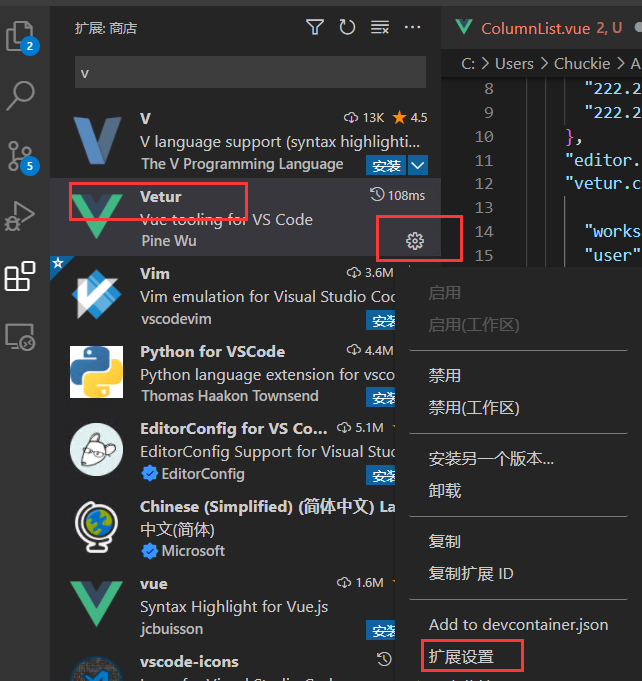 扩展: 商店
2
5
v
V
13K
4.5
V language support (syntax highlighti...
The V Programming Language
安装
Vetur
108ms
Vue tooling for VS Code
Pine Wu
Vim
3.6M
Vim emulation for Visual Studio Co
vscodevim
安装
Python for VSCode
4.4M
Python language extension for vsco
Thomas Haakon Townsend
安装
EditorConfig for VS Co...
5.1M
EditorConfig Support for Visual Stu
EditorConfig
安装
Chinese (Simplified) (简体中文) La
中文(简体)
Microsoft
vue
1.6M
Syntax Highlight for Vue.js
jcbuisson
安装
vscode-icons
ColumnList.vue 2, U
C: > Users > Chuckie > A
8 "222.2
9 "222.2
10 },
11 "editor.
12 "vetur.c
13
14 "works
15 "user"
启用
启用(工作区)
禁用
禁用(工作区)
安装另一个版本...
卸载
复制
复制扩展 ID
Add to devcontainer.json
扩展设置